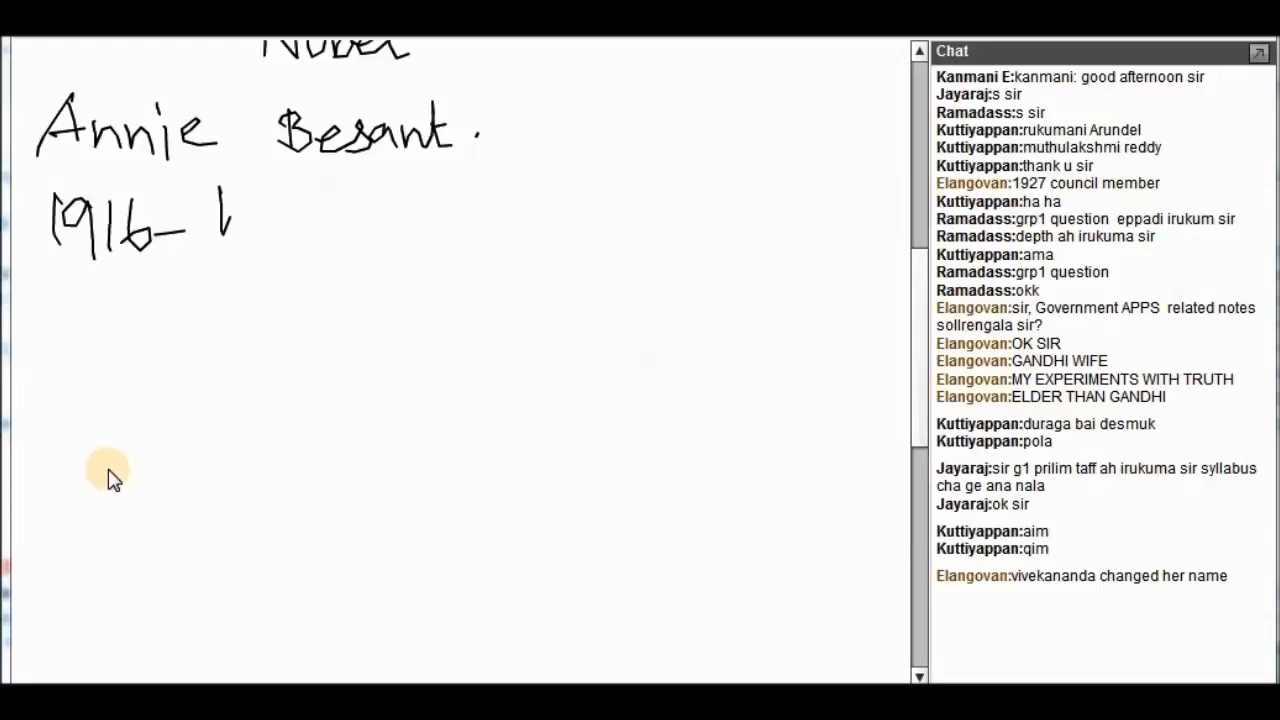 Nobel
Annie Besant.
1916-
Chat
Kanmani E:kanmani: good afternoon sir
Jayaraj:s sir
Ramadass:s sir
Kuttiyappan:rukumani Arundel
Kuttiyappan:muthulakshmi reddy
Kuttiyappan:thank u sir
Elangovan:1927 council member
Kuttiyappan:ha ha
Ramadass:grp1 question eppadi irukum sir
Ramadass:depth ah irukuma sir
Kuttiyappan:ama
Ramadass:grp1 question
Ramadass:okk
Elangovan:sir, Government APPS related notes
sollrengala sir?
Elangovan:OK SIR
Elangovan:GANDHI WIFE
Elangovan:MY EXPERIMENTS WITH TRUTH
Elangovan:ELDER THAN GANDHI
Kuttiyappan:duraga bai desmuk
Kuttiyappan:pola
Jayaraj:sir g1 prilim taff ah irukuma sir syllabus
cha ge ana nala
Jayaraj:ok sir
Kuttiyappan:aim
Kuttiyappan:qim
Elangovan:vivekananda changed her name